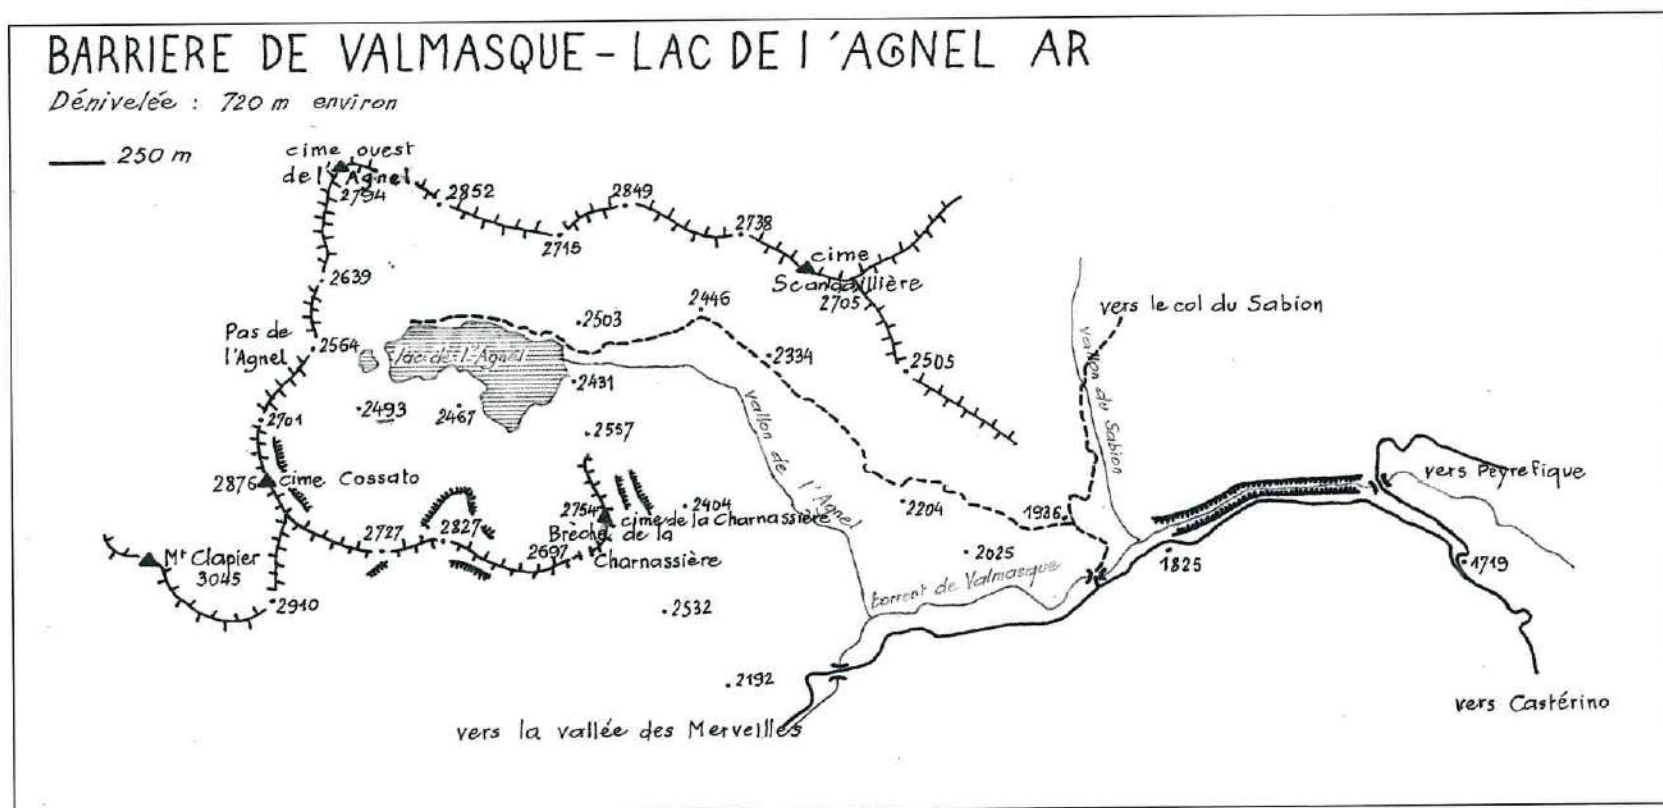 BARRIERE DE VALMASQUE - LAC DE l'AGNEL AR
Dénivelée : 720 m environ
250 m
cime ouest
de l'Agnel
2794
2852
2849
2715
2738
cime
Scandaillière
2705
2639
2446
2503
vers le col du Sabion
Pas de
l'Agnel
2564
lac de l'Agnel
2334
2505
2431
vallon du Sabion
2493
2467
2701
2557
vallon de l'Agnel
2876
cime Cossato
vers Peyrefique
2754
2404
cime de la Charnassière
2204
1986
2727
2827
2697
Brèche de la
Charnassière
2025
1825
1719
Mt Clapier
3045
torrent de Valmasque
2910
2532
2192
vers Castérino
vers la vallée des Merveilles